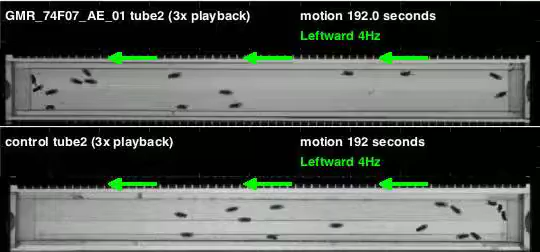 GMR_74F07_AE_01 tube2 (3x playback) motion 192.0 seconds
Leftward 4Hz
control tube2 (3x playback) motion 192 seconds
Leftward 4Hz